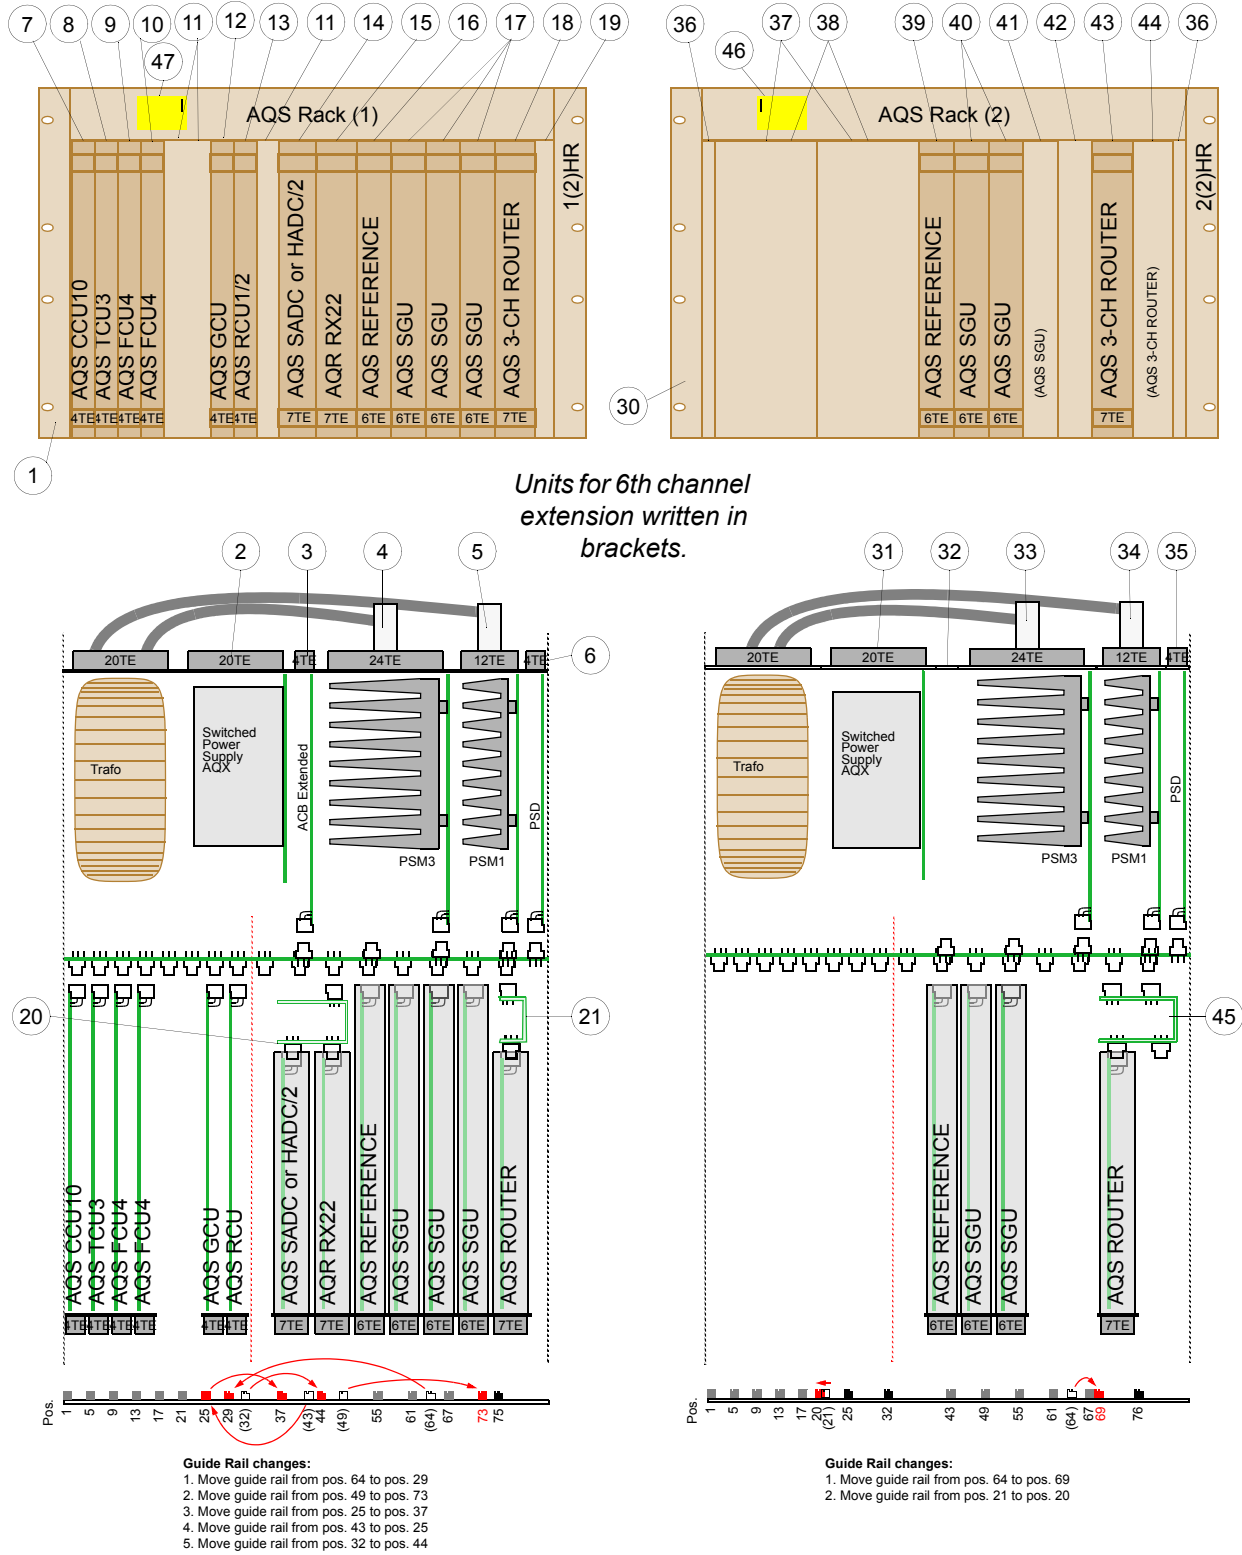 7 8 9 10 11 12 13 11 14 15 16 17 18 19
36 37 38 39 40 41 42 43 44 36
47
46
AQS Rack (1)
AQS Rack (2)
1(2)HR
2(2)HR
AQS CCU10
AQS TCU3
AQS FCU4
AQS FCU4
AQS GCU
AQS RCU1/2
AQS SADC or HADC/2
AQR RX22
AQS REFERENCE
AQS SGU
AQS SGU
AQS SGU
AQS 3-CH ROUTER
AQS REFERENCE
AQS SGU
AQS SGU
(AQS SGU)
AQS 3-CH ROUTER
(AQS 3-CH ROUTER)
4TE 4TE 4TE 4TE 4TE 4TE 7TE 7TE 6TE 6TE 6TE 6TE 7TE
6TE 6TE 6TE 7TE
30
1
Units for 6th channel
extension written in
brackets.
2 3 4 5 6
31 32 33 34 35
20TE 20TE 4TE 24TE 12TE 4TE
20TE 20TE 24TE 12TE 4TE
Trafo
Switched
Power
Supply
AQX
ACB Extended
PSM3
PSM1
PSD
Trafo
Switched
Power
Supply
AQX
PSM3
PSM1
PSD
20
21
45
AQS CCU10
AQS TCU3
AQS FCU4
AQS FCU4
AQS GCU
AQS RCU
AQS SADC or HADC/2
AQR RX22
AQS REFERENCE
AQS SGU
AQS SGU
AQS SGU
AQS ROUTER
AQS REFERENCE
AQS SGU
AQS SGU
AQS ROUTER
4TE 4TE 4TE 4TE 4TE 4TE 7TE 7TE 6TE 6TE 6TE 6TE 7TE
6TE 6TE 6TE 7TE
Pos. 1 5 9 13 17 21 25 29 (32) 37 (43) 44 (49) 55 61 (64) 67 73 75
Pos. 1 5 9 13 17 20 (21) 25 32 43 49 55 61 (64) 67 69 76
Guide Rail changes:
1. Move guide rail from pos. 64 to pos. 29
2. Move guide rail from pos. 49 to pos. 73
3. Move guide rail from pos. 25 to pos. 37
4. Move guide rail from pos. 43 to pos. 25
5. Move guide rail from pos. 32 to pos. 44
Guide Rail changes:
1. Move guide rail from pos. 64 to pos. 69
2. Move guide rail from pos. 21 to pos. 20